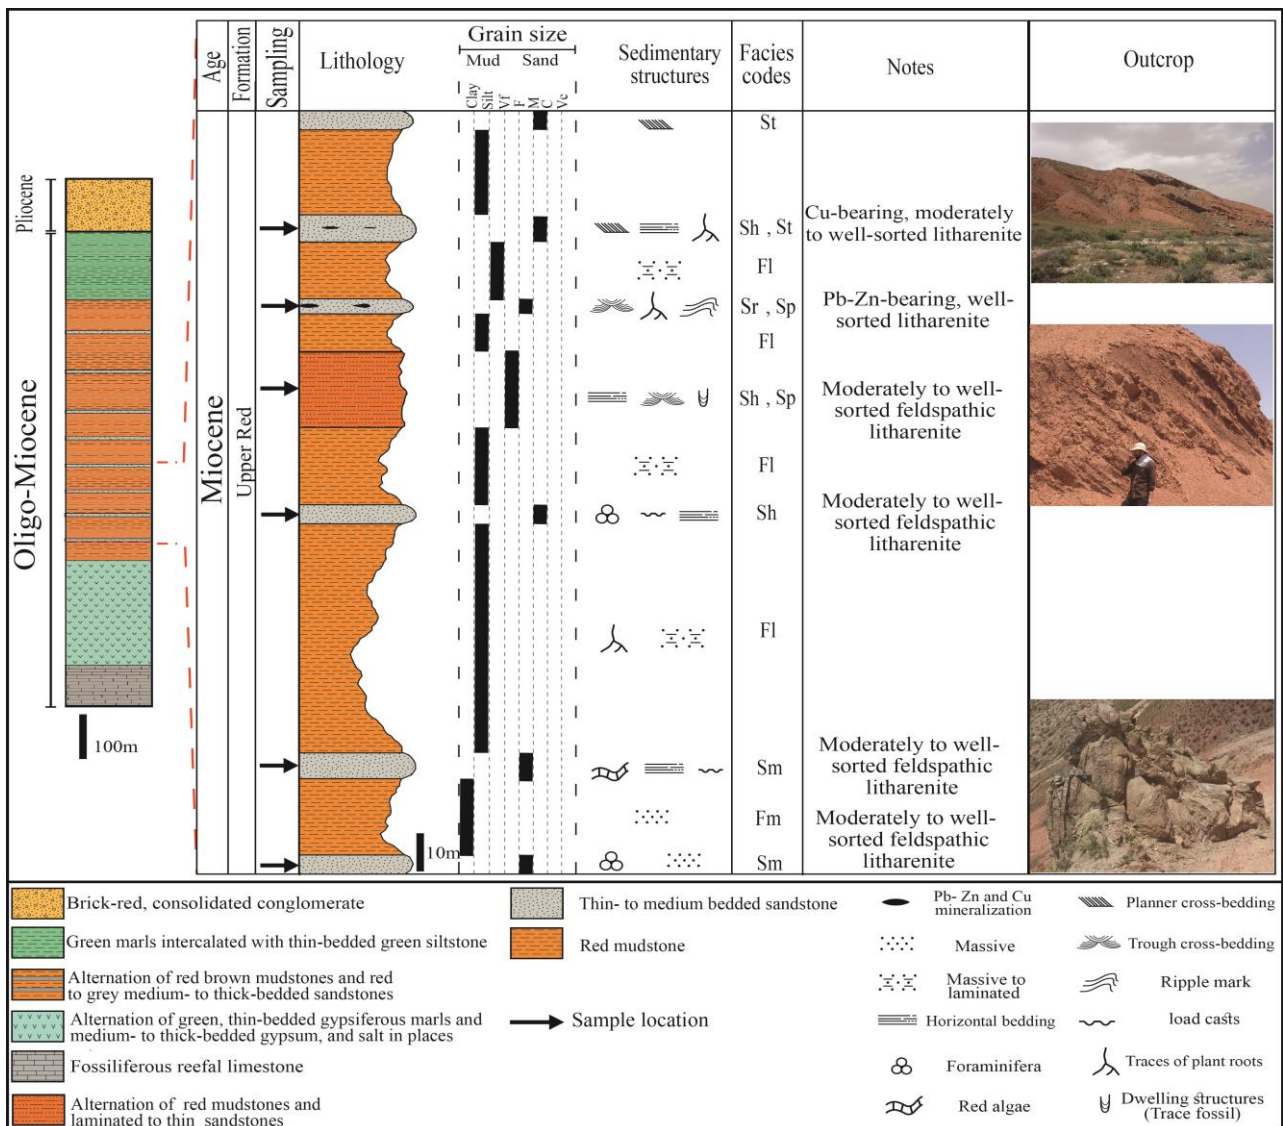 Age
Formation
Sampling
Lithology
Grain size
Mud Sand
Clay
Silt
Vf
F
M
C
Vc
Sedimentary
structures
Facies
codes
Notes
Outcrop
Pliocene
Oligo-Miocene
100m
Miocene
Upper Red
10m
St
Cu-bearing, moderately
to well-sorted litharenite
Sh , St
Fl
Pb-Zn-bearing, well-
sorted litharenite
Sr , Sp
Fl
Moderately to well-
sorted feldspathic
litharenite
Sh , Sp
Fl
Moderately to well-
sorted feldspathic
litharenite
Sh
Fl
Moderately to well-
sorted feldspathic
litharenite
Sm
Fm
Moderately to well-
sorted feldspathic
litharenite
Sm
Brick-red, consolidated conglomerate
Green marls intercalated with thin-bedded green siltstone
Alternation of red brown mudstones and red
to grey medium- to thick-bedded sandstones
Alternation of green, thin-bedded gypsiferous marls and
medium- to thick-bedded gypsum, and salt in places
Fossiliferous reefal limestone
Alternation of red mudstones and
laminated to thin sandstones
Thin- to medium bedded sandstone
Red mudstone
Sample location
Pb- Zn and Cu
mineralization
Massive
Massive to
laminated
Horizontal bedding
Foraminifera
Red algae
Planner cross-bedding
Trough cross-bedding
Ripple mark
load casts
Traces of plant roots
Dwelling structures
(Trace fossil)